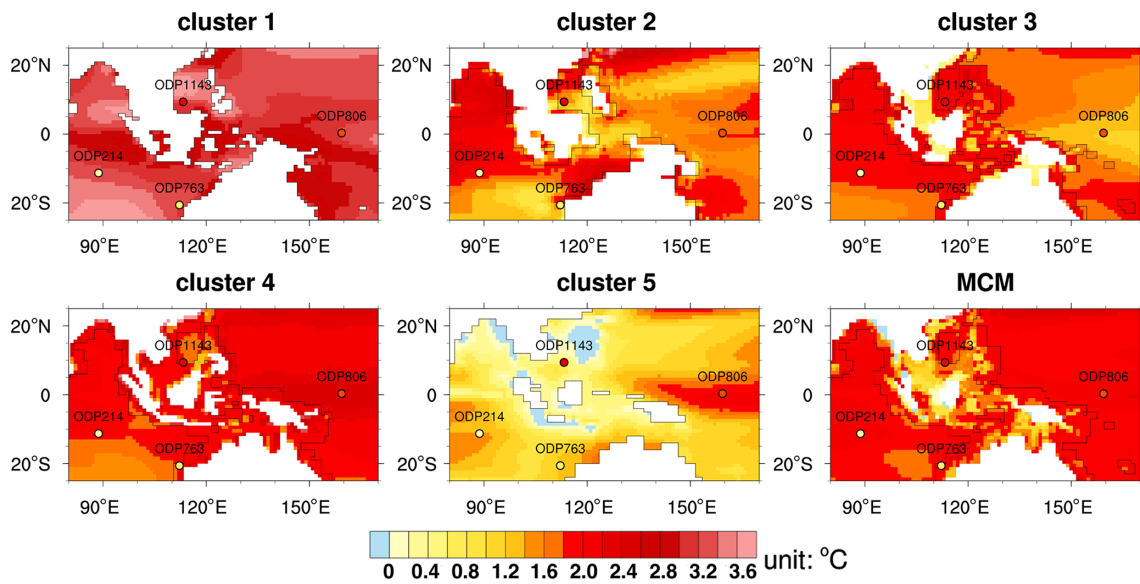 cluster 1 cluster 2 cluster 3
20°N 20°N 20°N
ODP1143 ODP1143 ODP1143
ODP806 ODP806 ODP806
0 0 0
ODP214 ODP214 ODP214
ODP763 ODP763 ODP763
20°S 20°S 20°S
90°E 120°E 150°E 90°E 120°E 150°E 90°E 120°E 150°E
cluster 4 cluster 5 MCM
20°N 20°N 20°N
ODP1143 ODP1143 ODP1143
ODP806 ODP806 ODP806
0 0 0
ODP214 ODP214 ODP214
ODP763 ODP763 ODP763
20°S 20°S 20°S
90°E 120°E 150°E 90°E 120°E 150°E 90°E 120°E 150°E
0 0.4 0.8 1.2 1.6 2.0 2.4 2.8 3.2 3.6 unit: °C